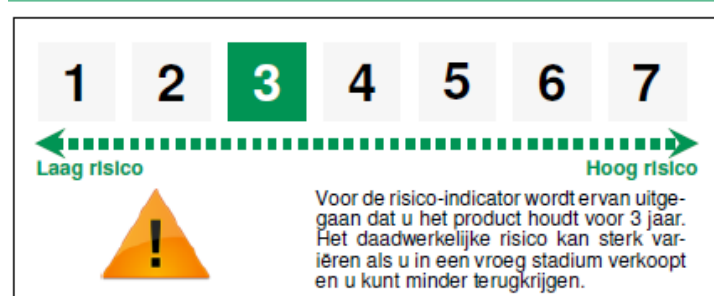 1 2 3 4 5 6 7
Laag risico Hoog risico
!
Voor de risico-indicator wordt ervan uitge-
gaan dat u het product houdt voor 3 jaar.
Het daadwerkelijke risico kan sterk var-
iëren als u in een vroeg stadium verkoopt
en u kunt minder terugkrijgen.